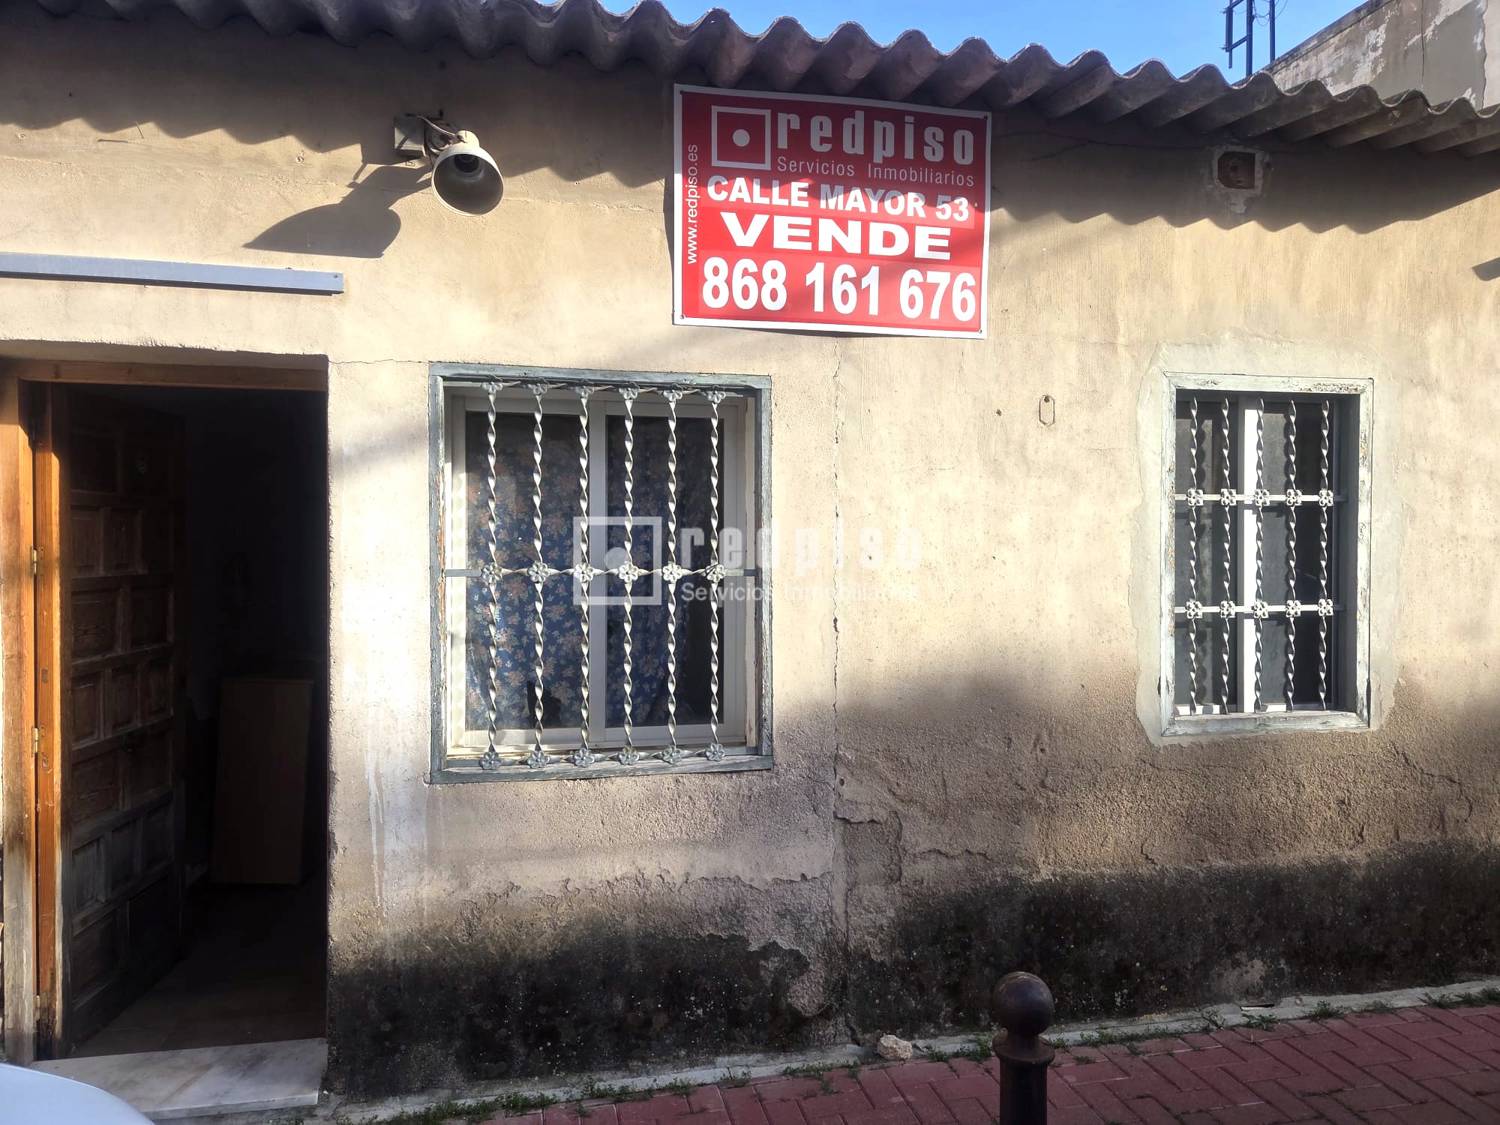 redpiso
Servicios Inmobiliarios
www.redpiso.es
CALLE MAYOR 53
VENDE
868 161 676
redpiso
Servicios Inmobiliarios